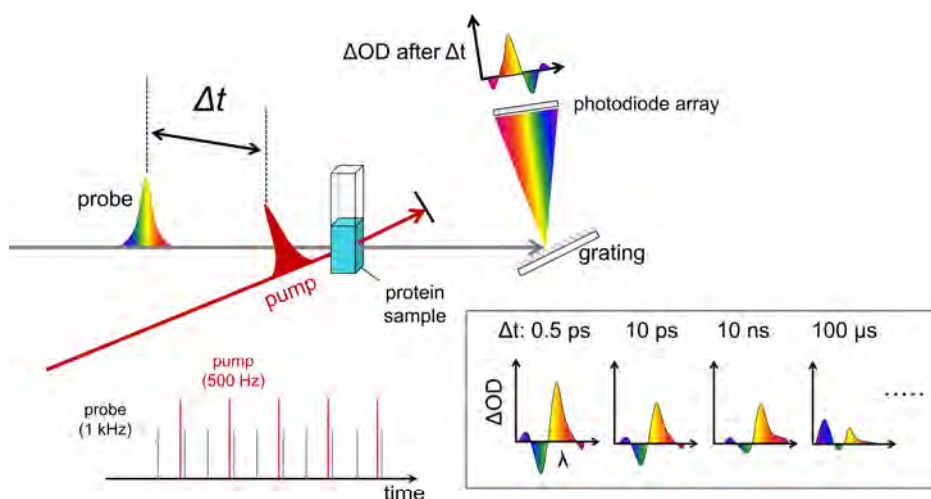 ΔOD after Δt
photodiode array
Δt
probe
grating
pump
protein
sample
pump
(500 Hz)
probe
(1 kHz)
time
Δt: 0.5 ps
10 ps
10 ns
100 µs
ΔOD
λ